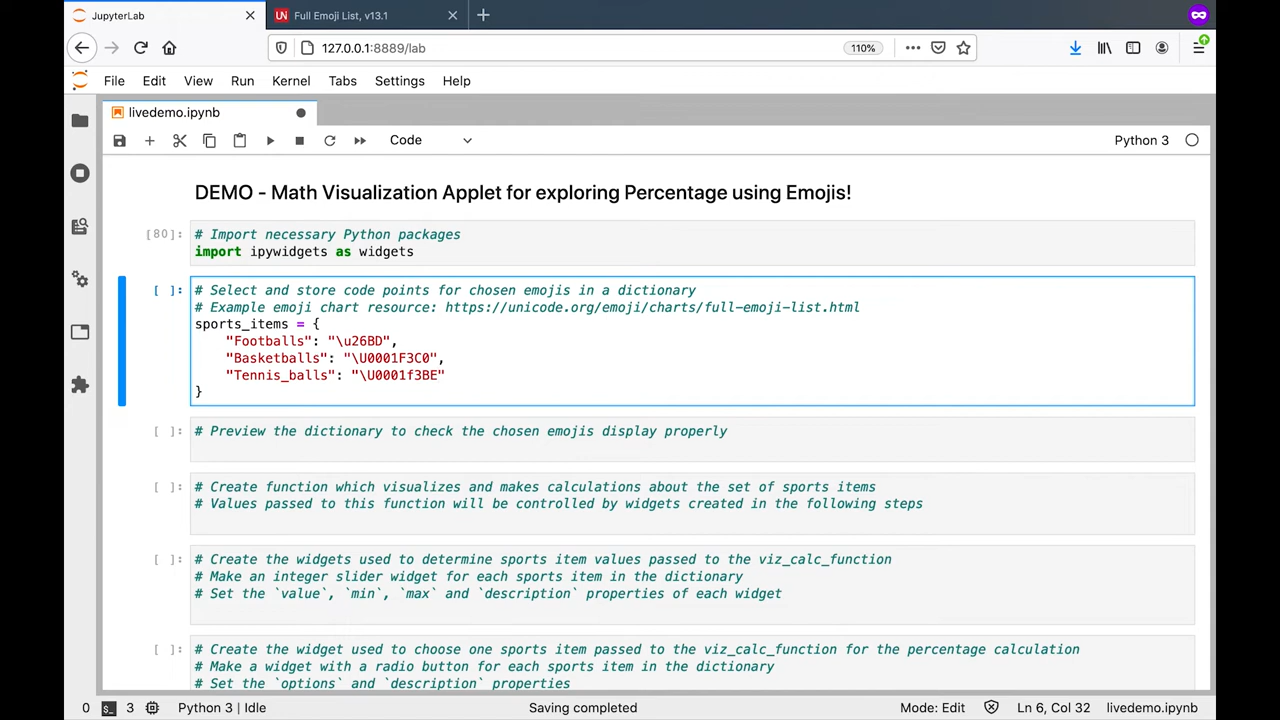 JupyterLab
UN Full Emoji List, v13.1
127.0.0.1:8889/lab
110%
File Edit View Run Kernel Tabs Settings Help
livedemo.ipynb
Code
Python 3
DEMO - Math Visualization Applet for exploring Percentage using Emojis!
[80]: # Import necessary Python packages
import ipywidgets as widgets
[ ]: # Select and store code points for chosen emojis in a dictionary
# Example emoji chart resource: https://unicode.org/emoji/charts/full-emoji-list.html
sports_items = {
"Footballs": "\u26BD",
"Basketballs": "\U0001F3C0",
"Tennis_balls": "\U0001f3BE"
}
[ ]: # Preview the dictionary to check the chosen emojis display properly
[ ]: # Create function which visualizes and makes calculations about the set of sports items
# Values passed to this function will be controlled by widgets created in the following steps
[ ]: # Create the widgets used to determine sports item values passed to the viz_calc_function
# Make an integer slider widget for each sports item in the dictionary
# Set the `value`, `min`, `max` and `description` properties of each widget
[ ]: # Create the widget used to choose one sports item passed to the viz_calc_function for the percentage calculation
# Make a widget with a radio button for each sports item in the dictionary
# Set the `options` and `description` properties
0 3 Python 3 | Idle Saving completed Mode: Edit Ln 6, Col 32 livedemo.ipynb